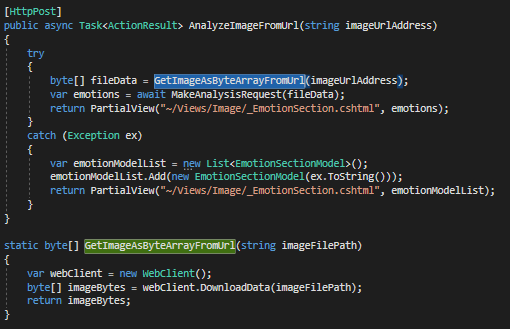 [HttpPost]
public async Task<ActionResult> AnalyzeImageFromUrl(string imageUrlAddress)
{
try
{
byte[] fileData = GetImageAsByteArrayFromUrl(imageUrlAddress);
var emotions = await MakeAnalysisRequest(fileData);
return PartialView("~/Views/Image/_EmotionSection.cshtml", emotions);
}
catch (Exception ex)
{
var emotionModelList = new List<EmotionSectionModel>();
emotionModelList.Add(new EmotionSectionModel(ex.ToString()));
return PartialView("~/Views/Image/_EmotionSection.cshtml", emotionModelList);
}
}
static byte[] GetImageAsByteArrayFromUrl(string imageFilePath)
{
var webClient = new WebClient();
byte[] imageBytes = webClient.DownloadData(imageFilePath);
return imageBytes;
}